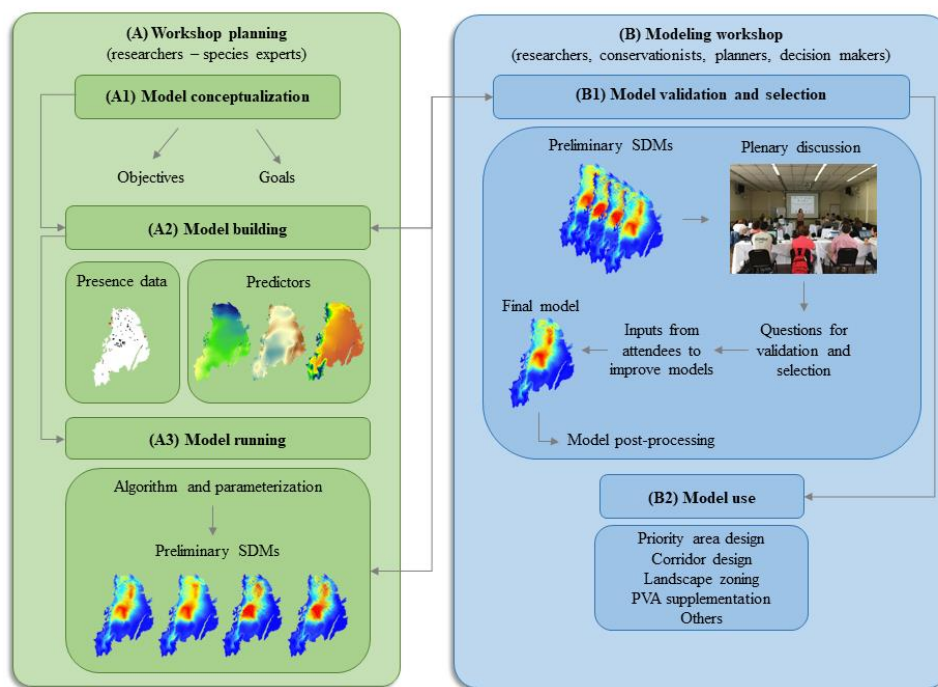 (A) Workshop planning
(researchers – species experts)
(A1) Model conceptualization
Objectives
Goals
(A2) Model building
Presence data
Predictors
(A3) Model running
Algorithm and parameterization
Preliminary SDMs
(B) Modeling workshop
(researchers, conservationists, planners, decision makers)
(B1) Model validation and selection
Preliminary SDMs
Plenary discussion
Final model
Inputs from
attendees to
improve models
Questions for
validation and
selection
Model post-processing
(B2) Model use
Priority area design
Corridor design
Landscape zoning
PVA supplementation
Others